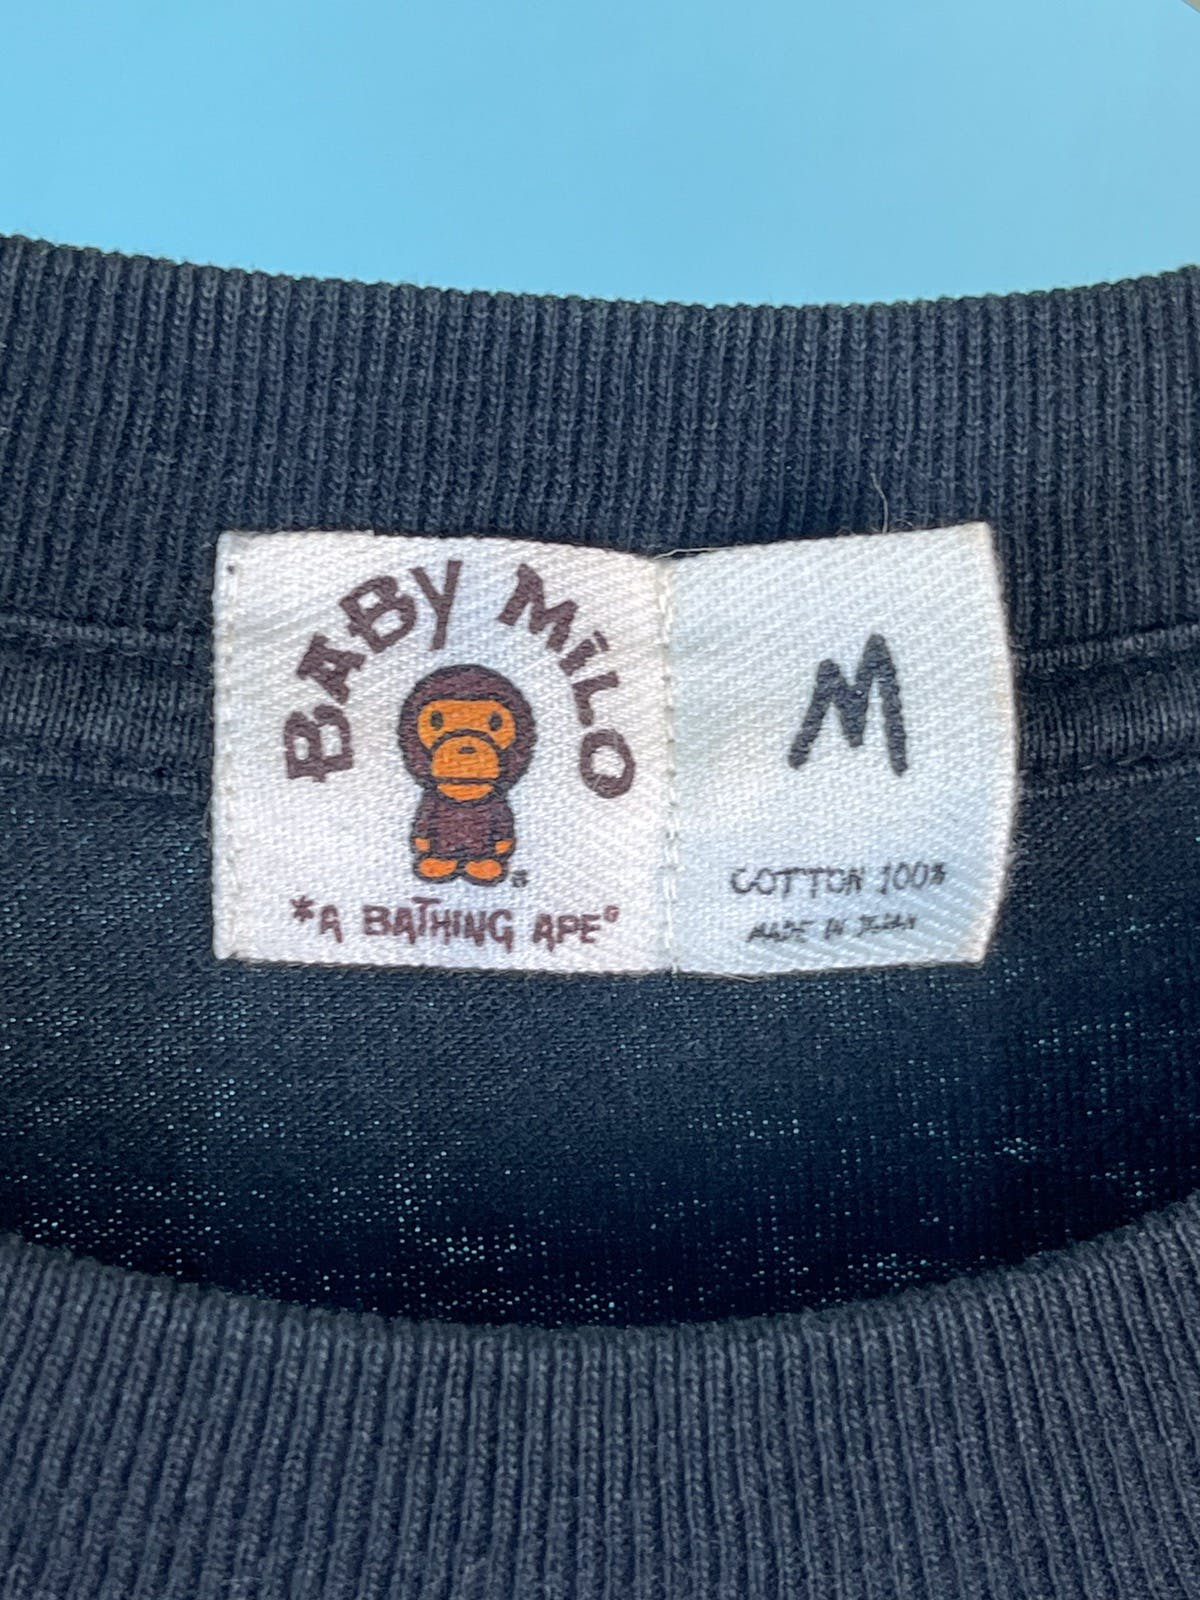 BABY MILO
*A BATHING APE®
M
COTTON 100%
MADE IN JAPAN